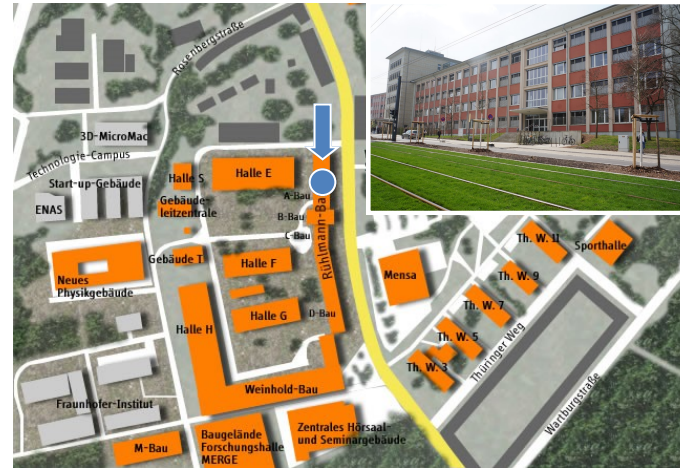 Rosenbergstraße
3D-MicroMac
Technologie-Campus
Start-up-Gebäude
ENAS
Halle S
Halle E
Gebäude-
leitzentrale
A-Bau
B-Bau
C-Bau
Rühlmann-Ba
Neues
Physikgebäude
Gebäude T
Halle F
Halle H
Halle G
D-Bau
Mensa
Th. W. 11
Sporthalle
Th. W. 9
Th. W. 7
Th. W. 5
Th. W. 3
Thüringer Weg
Wartburgstraße
Weinhold-Bau
Fraunhofer-Institut
M-Bau
Baugelände
Forschungshalle
MERGE
Zentrales Hörsaal-
und Seminargebäude